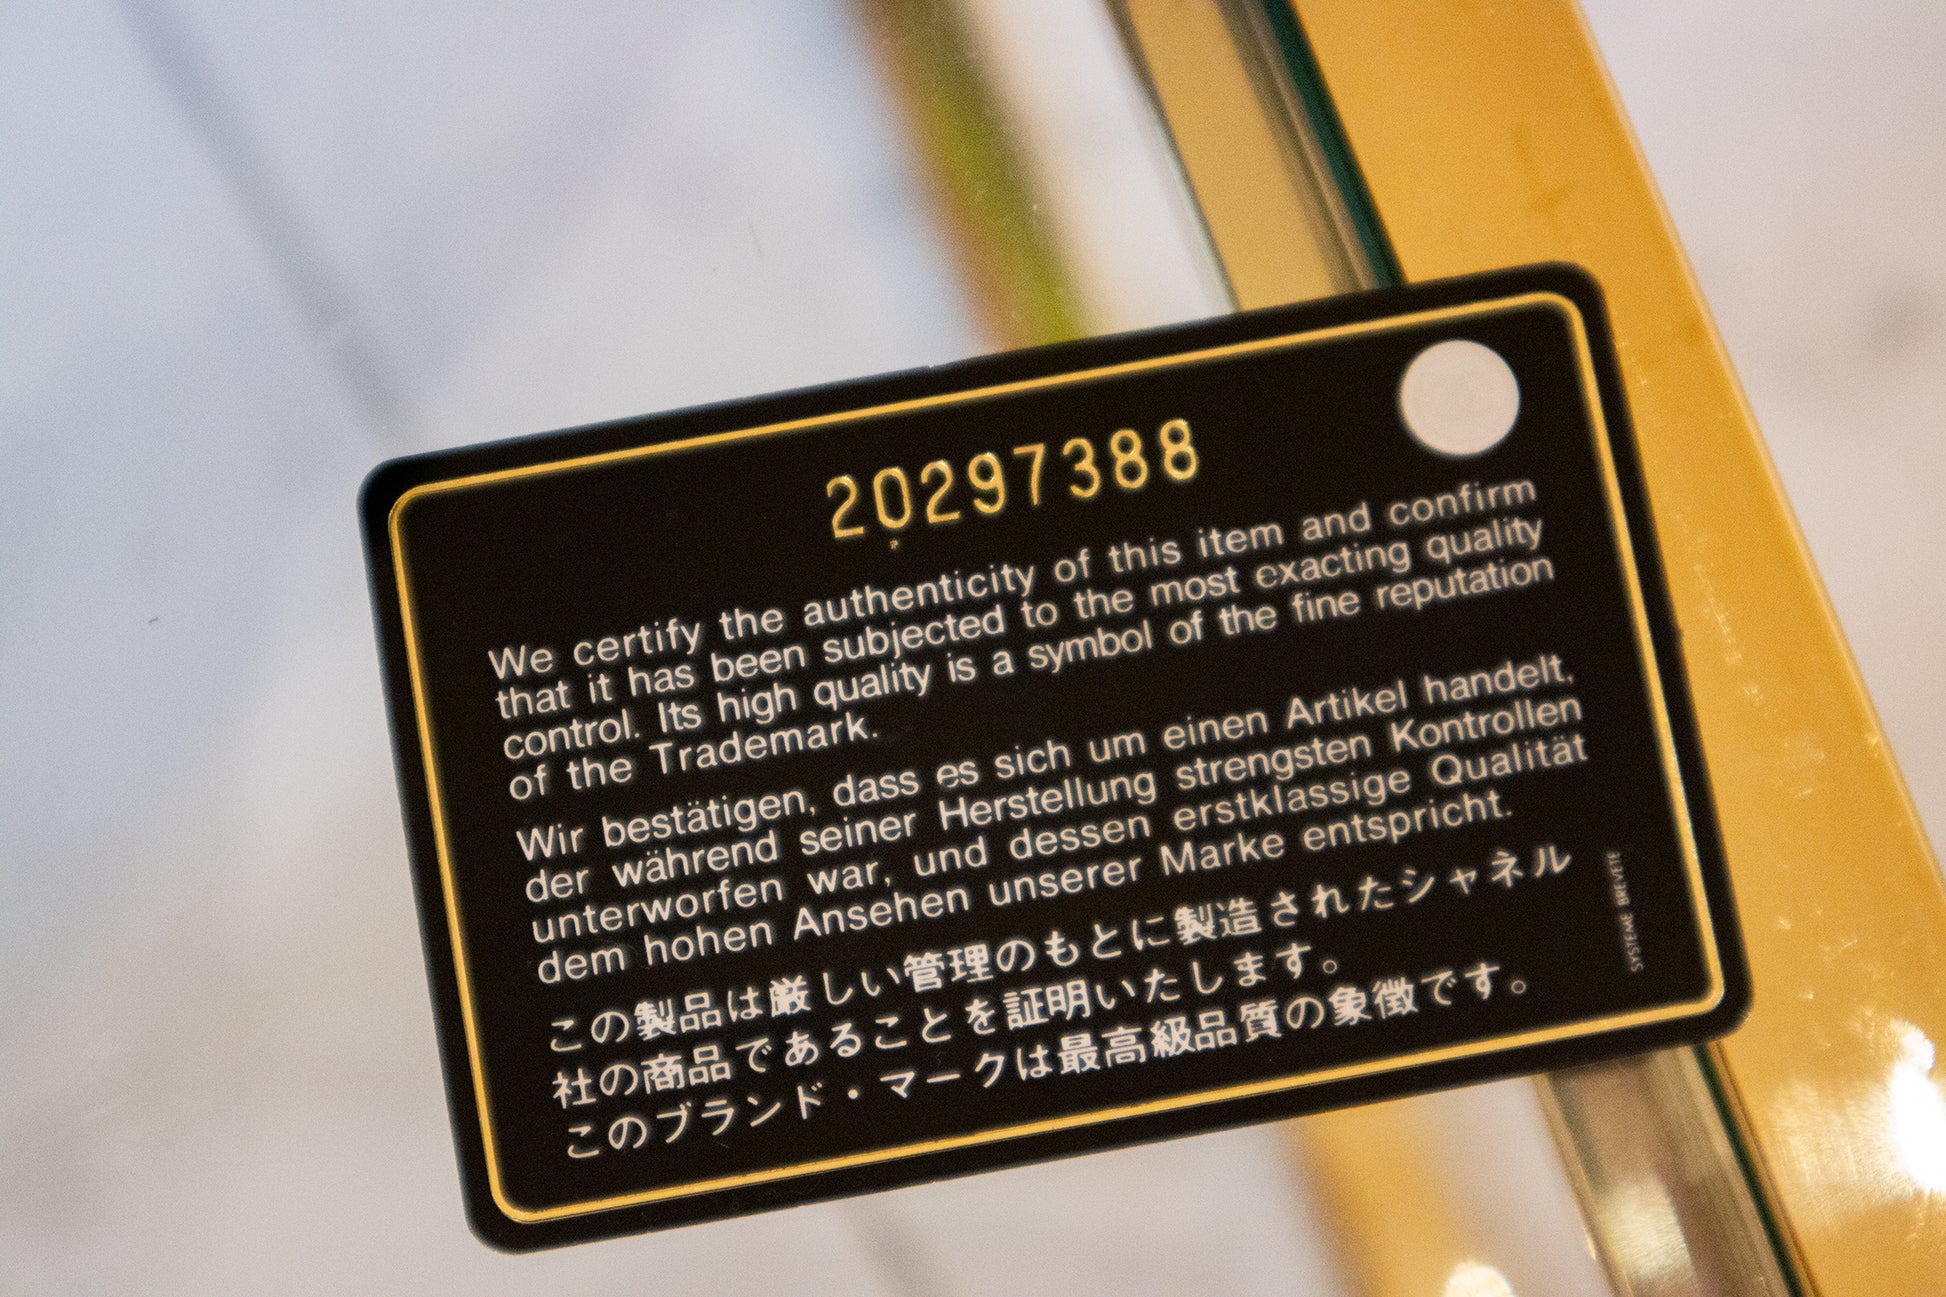 20297388
We certify the authenticity of this item and confirm
that it has been subjected to the most exacting quality
control. Its high quality is a symbol of the fine reputation
of the Trademark.
Wir bestätigen, dass es sich um einen Artikel handelt,
der während seiner Herstellung strengsten Kontrollen
unterworfen war, und dessen erstklassige Qualität
dem hohen Ansehen unserer Marke entspricht.
この製品は厳しい管理のもとに製造されたシャネル
社の商品であることを証明いたします。
このブランド・マークは最高級品質の象徴です。
SYSTEME BREVETE